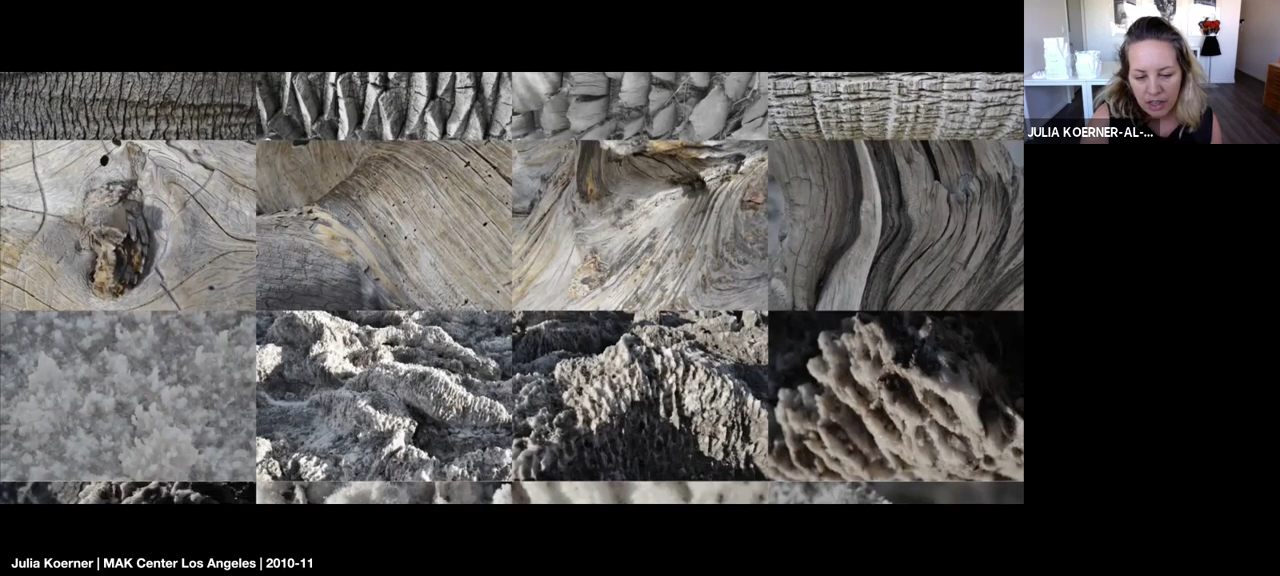 JULIA KOERNER-AL-...
Julia Koerner | MAK Center Los Angeles | 2010-11